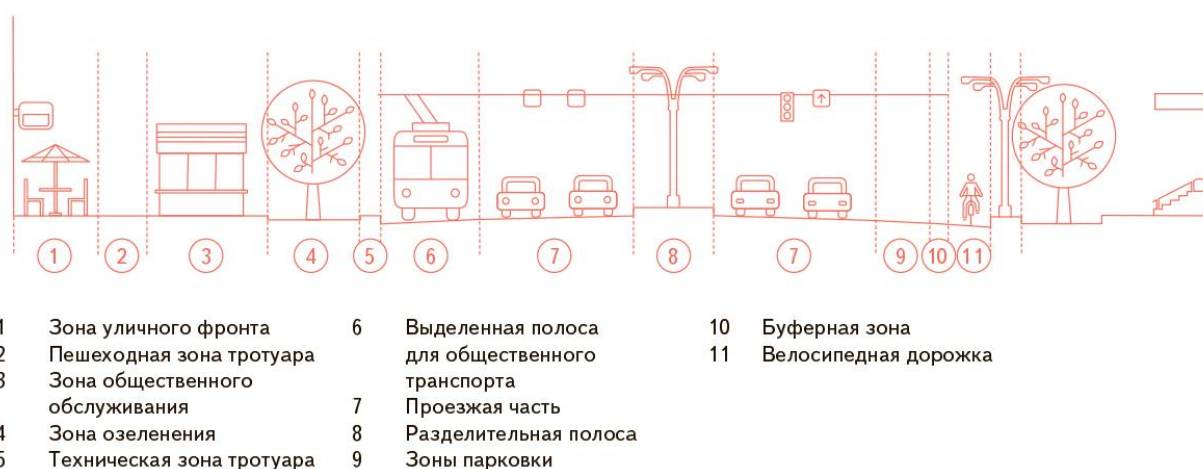 1 2 3 4 5 6 7 8 7 9 10 11
1 Зона уличного фронта
2 Пешеходная зона тротуара
3 Зона общественного
обслуживания
4 Зона озеленения
5 Техническая зона тротуара
6 Выделенная полоса
для общественного
транспорта
7 Проезжая часть
8 Разделительная полоса
9 Зоны парковки
10 Буферная зона
11 Велосипедная дорожка